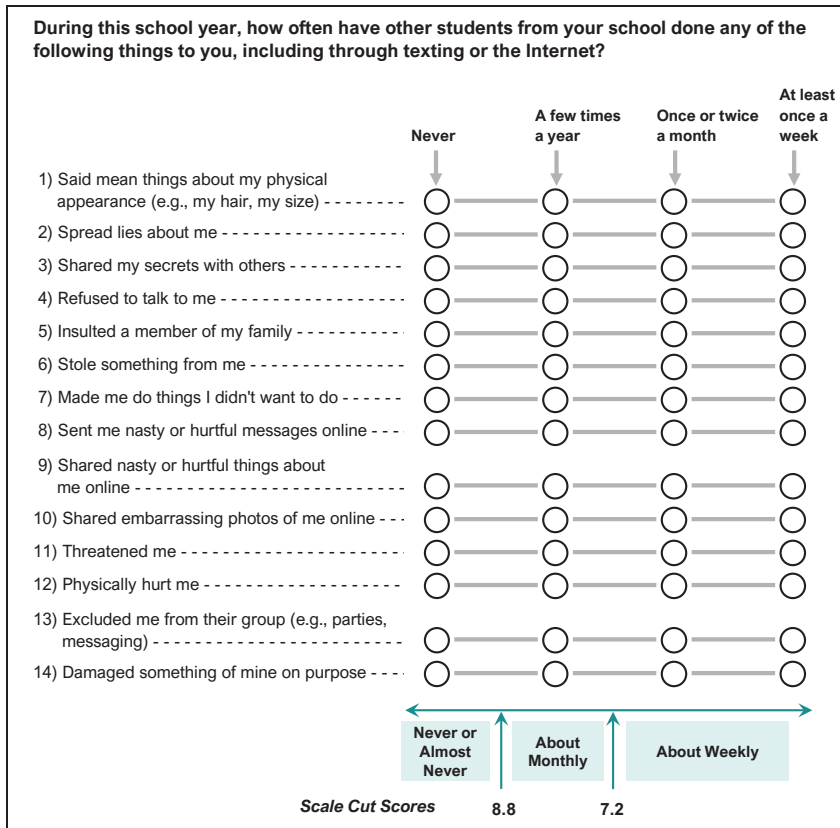 During this school year, how often have other students from your school done any of the
following things to you, including through texting or the Internet?
Never
A few times
a year
Once or twice
a month
At least
once a
week
1) Said mean things about my physical
appearance (e.g., my hair, my size) - - - - - - - -
2) Spread lies about me - - - - - - - - - - - - - - - - - -
3) Shared my secrets with others - - - - - - - - - - -
4) Refused to talk to me - - - - - - - - - - - - - - - - - -
5) Insulted a member of my family - - - - - - - - - -
6) Stole something from me - - - - - - - - - - - - - - -
7) Made me do things I didn't want to do - - - - - -
8) Sent me nasty or hurtful messages online - - -
9) Shared nasty or hurtful things about
me online - - - - - - - - - - - - - - - - - - - - - - - - - -
10) Shared embarrassing photos of me online - - -
11) Threatened me - - - - - - - - - - - - - - - - - - - - - -
12) Physically hurt me - - - - - - - - - - - - - - - - - - - -
13) Excluded me from their group (e.g., parties,
messaging) - - - - - - - - - - - - - - - - - - - - - - - -
14) Damaged something of mine on purpose - - - -
Never or
Almost
Never
About
Monthly
About Weekly
Scale Cut Scores 8.8 7.2